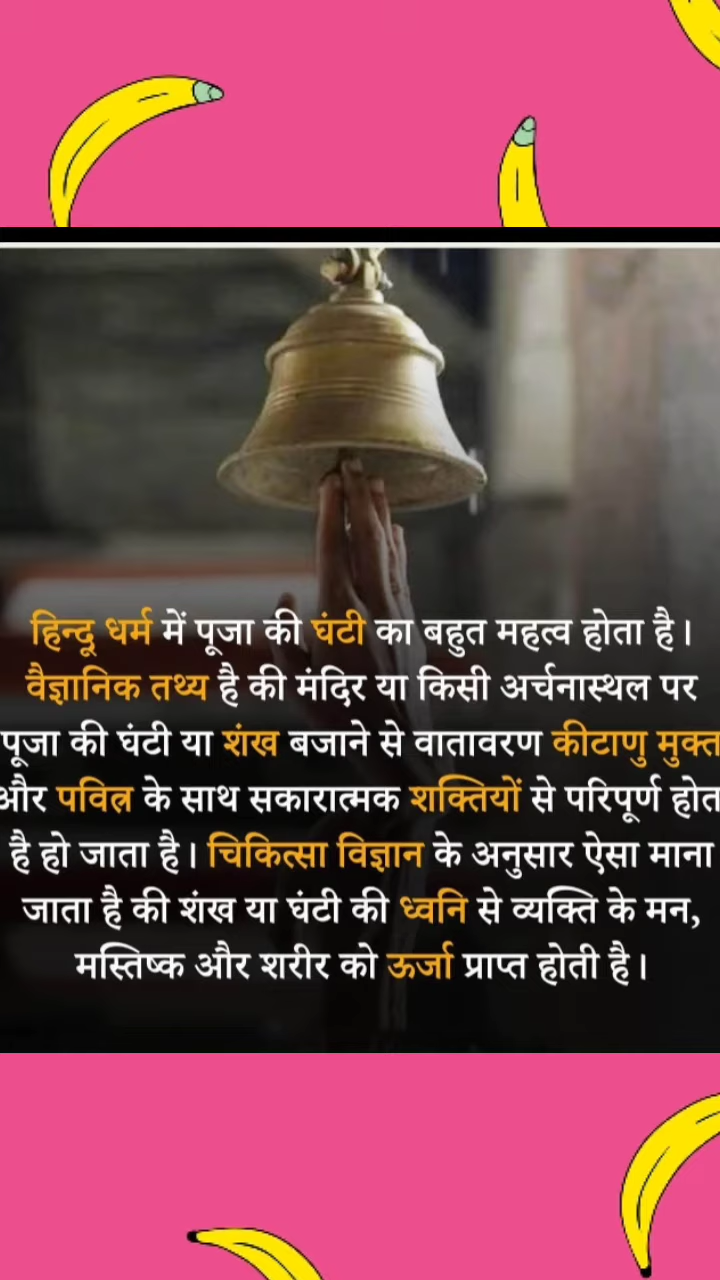 हिन्दू धर्म में पूजा की घंटी का बहुत महत्व होता है।
वैज्ञानिक तथ्य है की मंदिर या किसी अर्चनास्थल पर
पूजा की घंटी या शंख बजाने से वातावरण कीटाणु मुक्त
और पवित्र के साथ सकारात्मक शक्तियों से परिपूर्ण होत
है हो जाता है। चिकित्सा विज्ञान के अनुसार ऐसा माना
जाता है की शंख या घंटी की ध्वनि से व्यक्ति के मन,
मस्तिष्क और शरीर को ऊर्जा प्राप्त होती है।